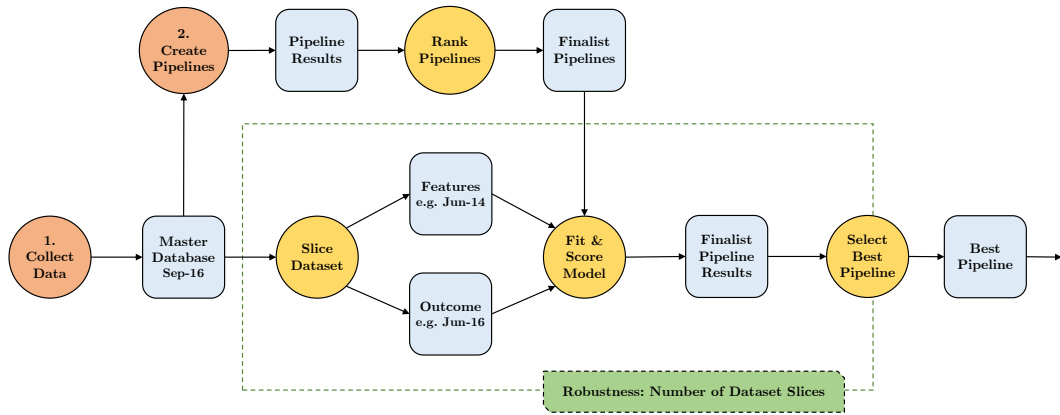 2.
Create
Pipelines
Pipeline
Results
Rank
Pipelines
Finalist
Pipelines
1.
Collect
Data
Master
Database
Sep-16
Slice
Dataset
Features
e.g. Jun-14
Outcome
e.g. Jun-16
Fit &
Score
Model
Finalist
Pipeline
Results
Select
Best
Pipeline
Best
Pipeline
Robustness: Number of Dataset Slices